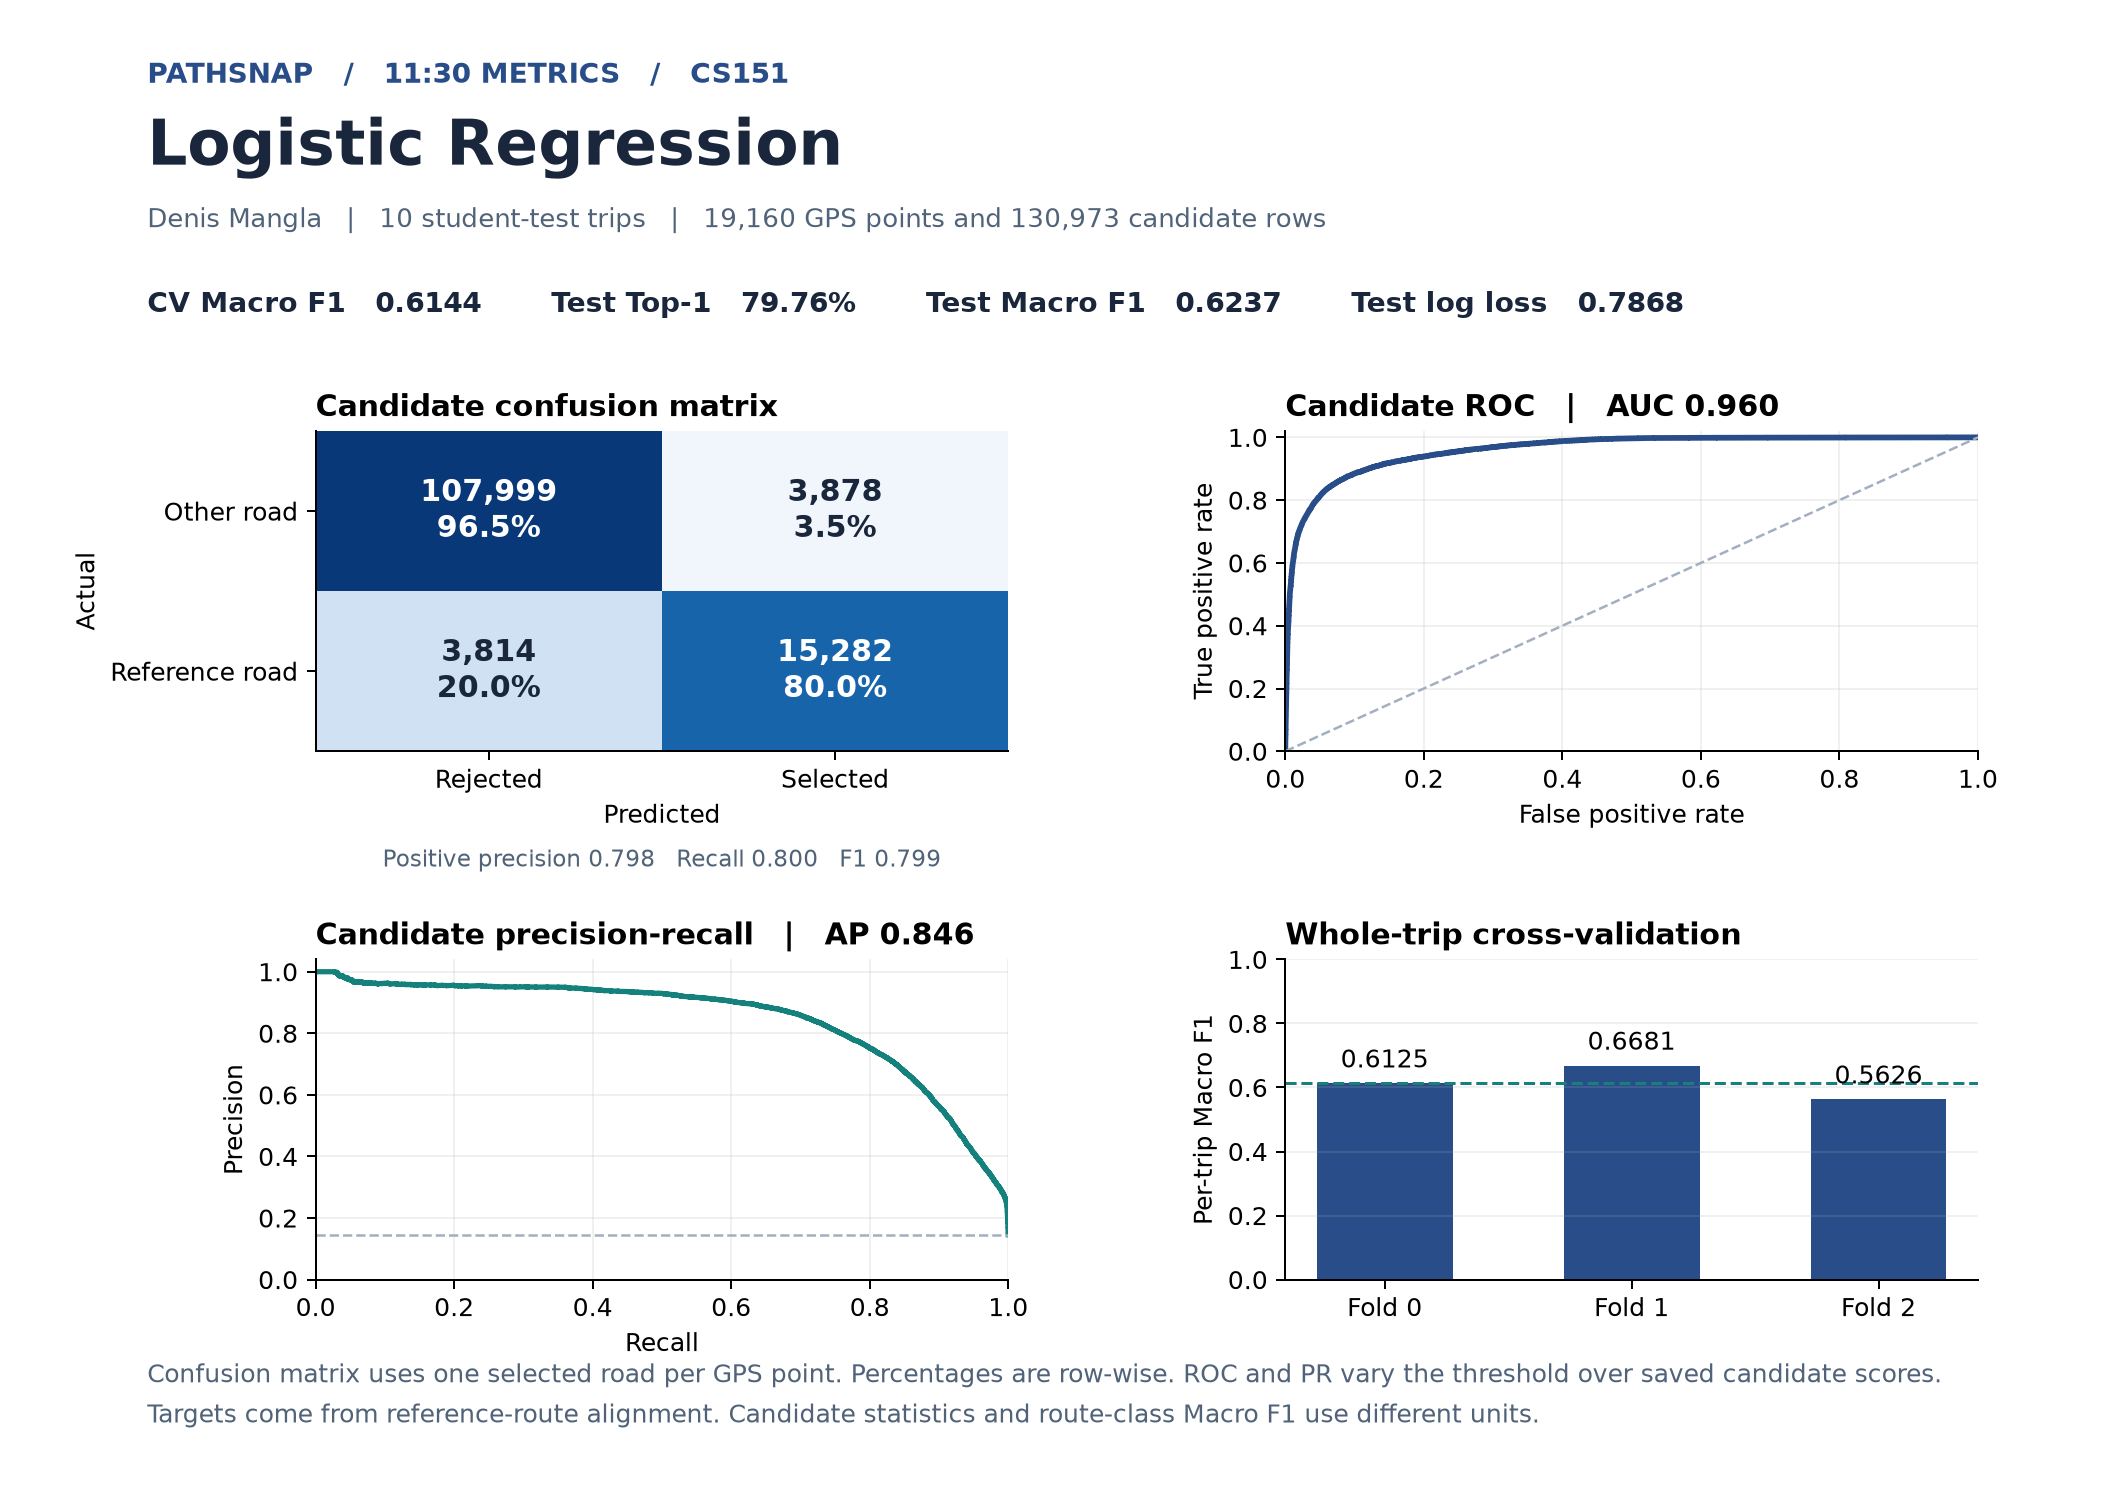 PATHSNAP / 11:30 METRICS / CS151
Logistic Regression
Denis Mangla | 10 student-test trips | 19,160 GPS points and 130,973 candidate rows
CV Macro F1 0.6144 Test Top-1 79.76% Test Macro F1 0.6237 Test log loss 0.7868
Candidate confusion matrix
107,999
96.5%
3,878
3.5%
Other road
3,814
20.0%
15,282
80.0%
Reference road
Actual
Rejected Selected
Predicted
Positive precision 0.798 Recall 0.800 F1 0.799
Candidate ROC | AUC 0.960
1.0
0.8
0.6
0.4
0.2
0.0
True positive rate
0.0 0.2 0.4 0.6 0.8 1.0
False positive rate
Candidate precision-recall | AP 0.846
1.0
0.8
0.6
0.4
0.2
0.0
Precision
0.0 0.2 0.4 0.6 0.8 1.0
Recall
Whole-trip cross-validation
1.0
0.8
0.6
0.4
0.2
0.0
Per-trip Macro F1
0.6125
0.6681
0.5626
Fold 0 Fold 1 Fold 2
Confusion matrix uses one selected road per GPS point. Percentages are row-wise. ROC and PR vary the threshold over saved candidate scores.
Targets come from reference-route alignment. Candidate statistics and route-class Macro F1 use different units.